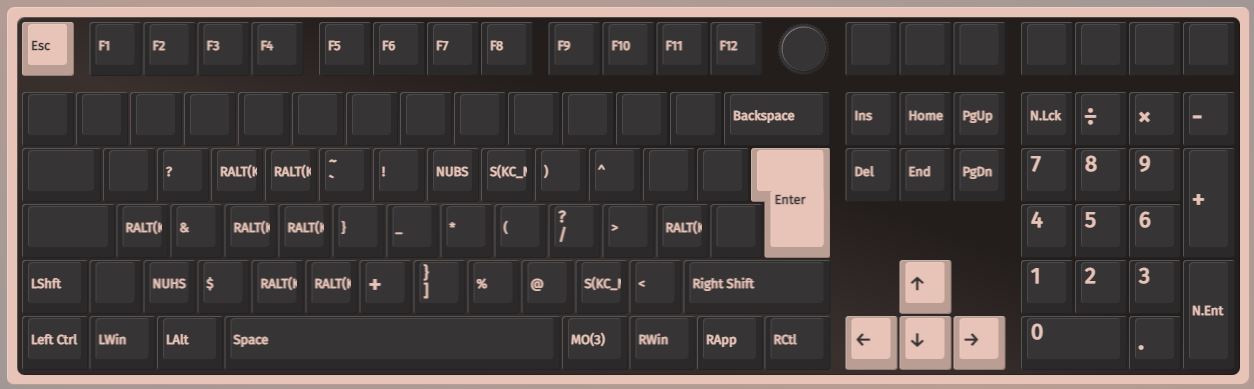 Esc F1 F2 F3 F4 F5 F6 F7 F8 F9 F10 F11 F12
Backspace Ins Home PgUp N.Lck ÷ × −
? RALT(K RALT(K ~ ` ! NUBS S(KC_N ) ^ Enter Del End PgDn 7 8 9 +
RALT(K & RALT(K RALT(K } _ * ( ? / > RALT(K 4 5 6
LShft NUHS $ RALT(K RALT(K + } ] % @ S(KC_N < Right Shift ↑ 1 2 3 N.Ent
Left Ctrl LWin LAlt Space MO(3) RWin RApp RCtl ← ↓ → 0 .